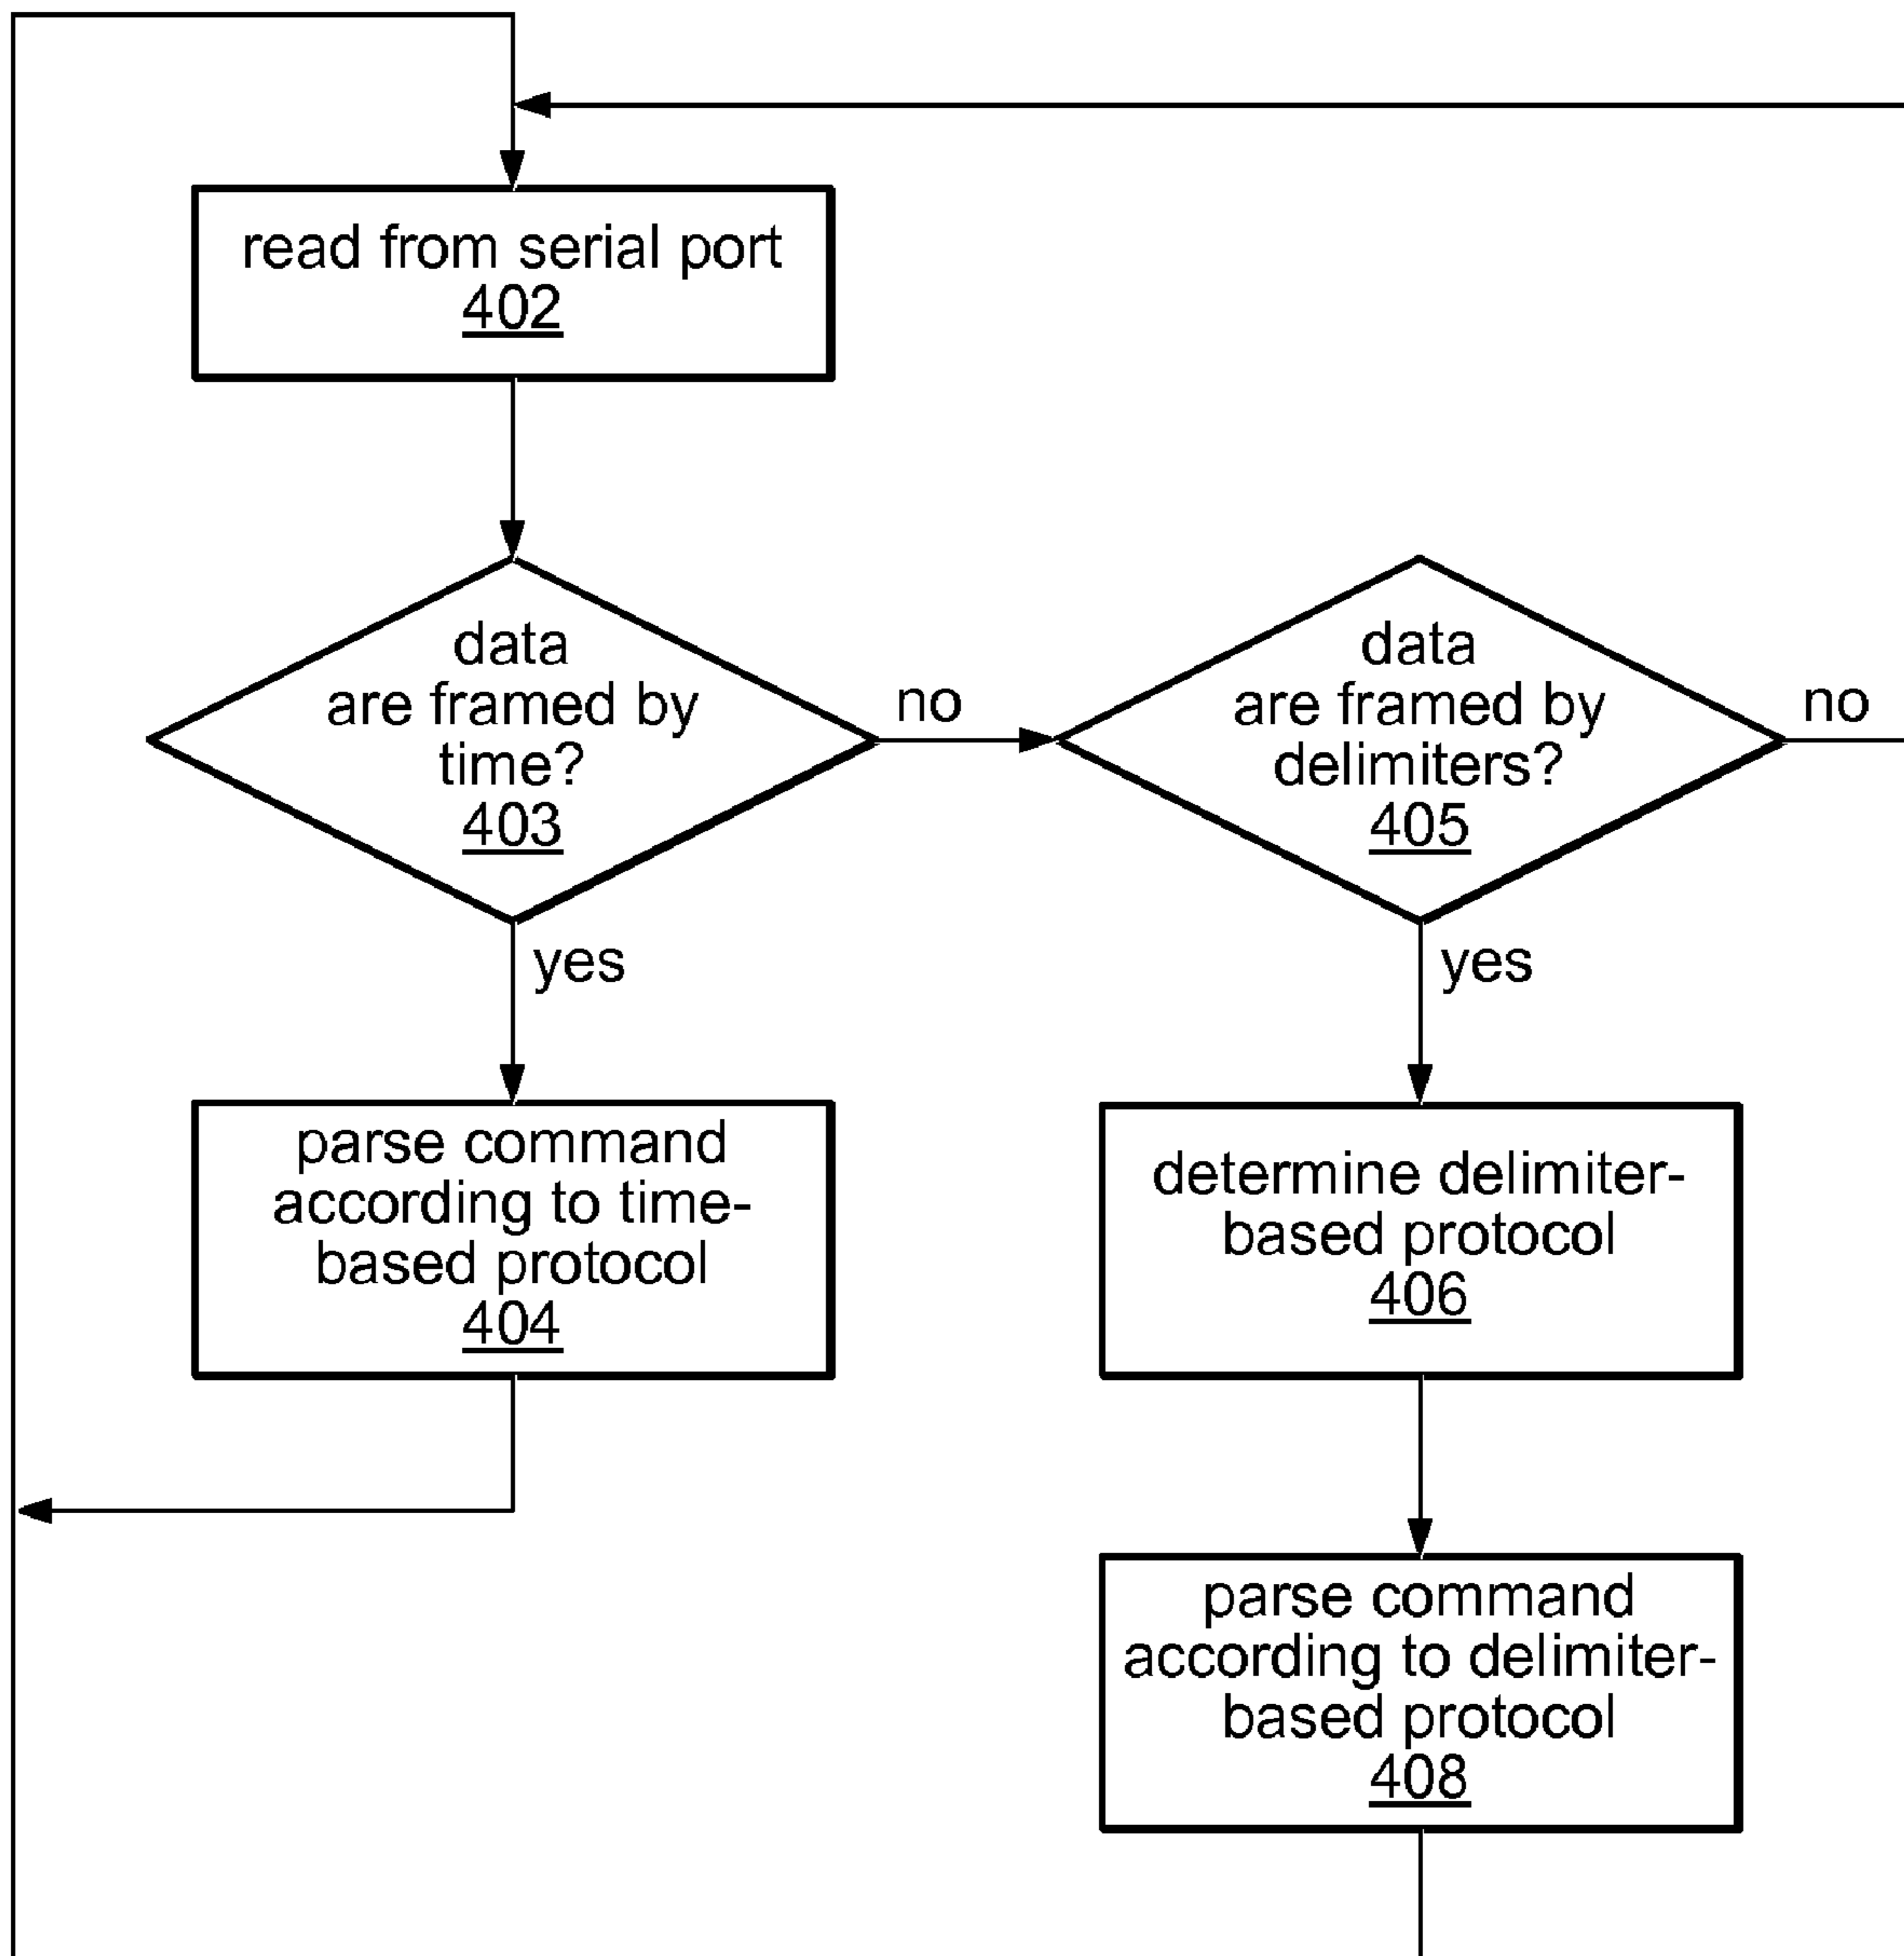 read from serial port
402
data
are framed by
time?
403
no
data
are framed by
delimiters?
405
no
yes
yes
parse command
according to time-
based protocol
404
determine delimiter-
based protocol
406
parse command
according to delimiter-
based protocol
408